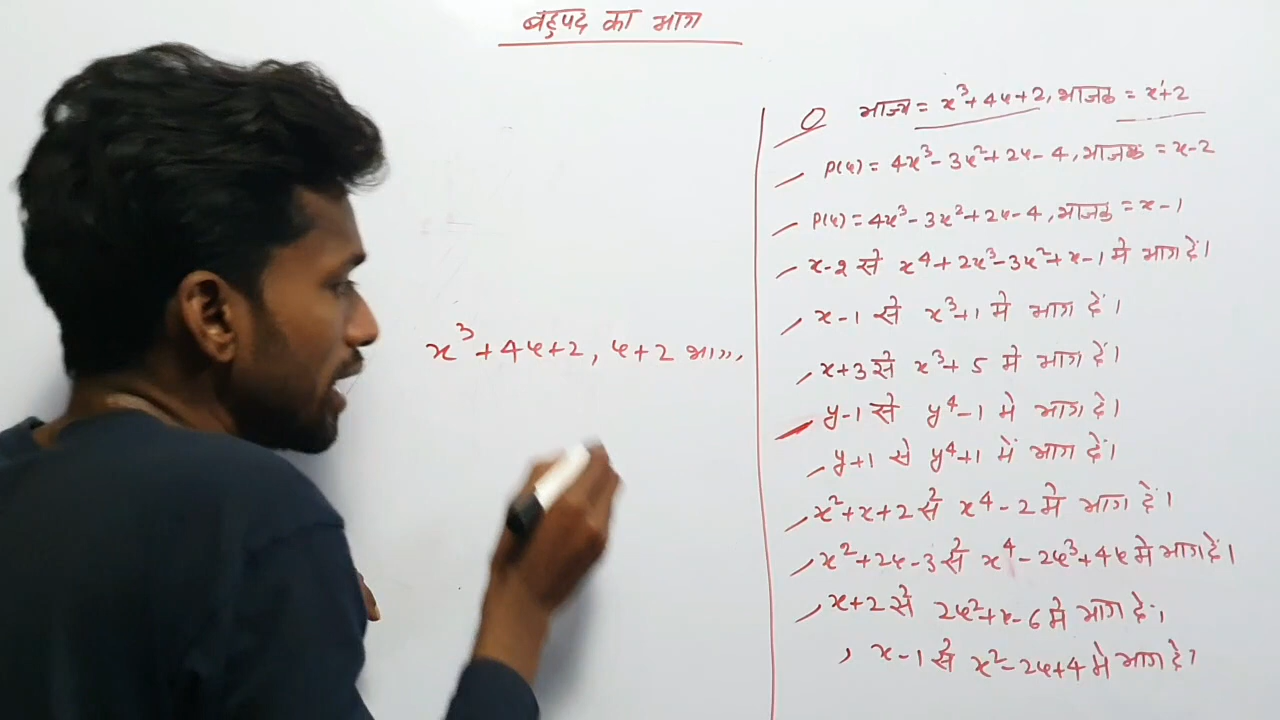 बहुपद का भाग
x³+4x+2, x+2 भाग,
भाज्य = x³+4x+2, भाजक = x¹+2
P(x) = 4x³-3x²+2x-4, भाजक = x-2
P(x) = 4x³-3x²+2x-4, भाजक = x-1
x-2 से x4+2x³-3x²+x-1 मे भाग दें।
x-1 से x³+1 मे भाग दें।
x+3 से x³+5 मे भाग दें।
y-1 से y⁴-1 मे भाग दे।
y+1 से y⁴+1 में भाग दें।
x²+x+2 से x⁴-2 मे भाग दें।
x²+2x-3 से x⁴-2x³+4x मे भाग दें।
x+2 से 2x²+x-6 मे भाग दें।
x-1 से x²-2x+4 मे भाग दे।